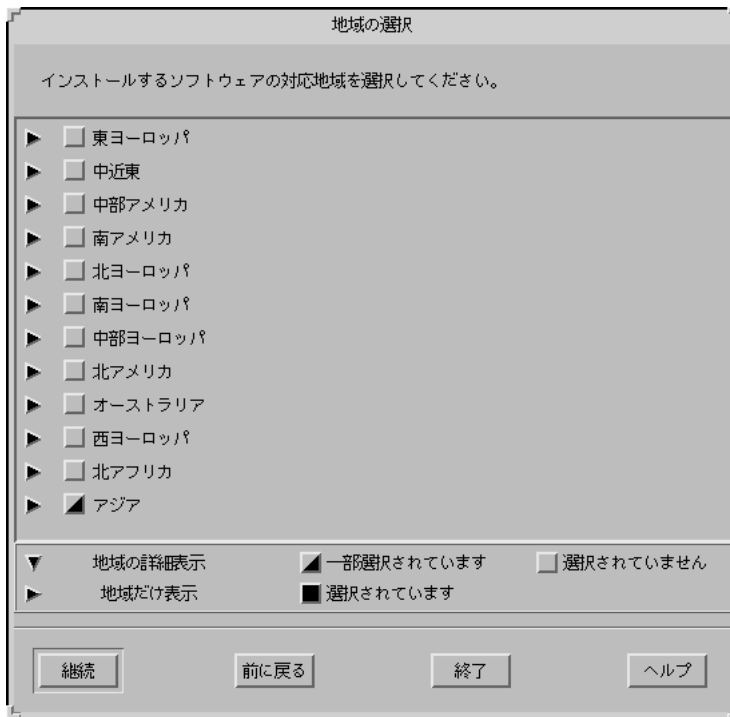 地域の選択
インストールするソフトウェアの対応地域を選択してください。
東ヨーロッパ
中近東
中部アメリカ
南アメリカ
北ヨーロッパ
南ヨーロッパ
中部ヨーロッパ
北アメリカ
オーストラリア
西ヨーロッパ
北アフリカ
アジア
地域の詳細表示 一部選択されています 選択されていません
地域だけ表示 選択されています
継続 前に戻る 終了 ヘルプ